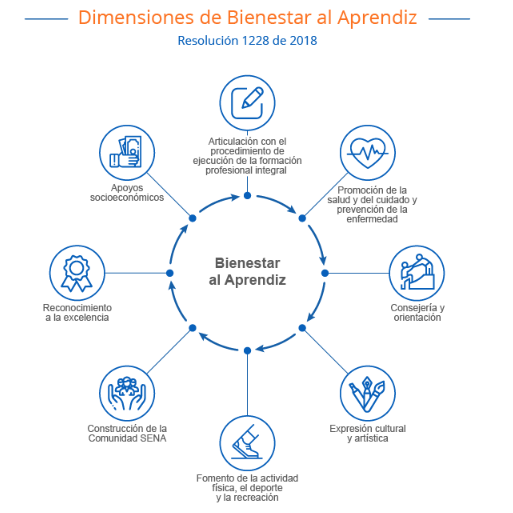 Dimensiones de Bienestar al Aprendiz
Resolución 1228 de 2018
Articulación con el
procedimiento de
ejecución de la formación
profesional integral
Apoyos
socioeconómicos
Promoción de la
salud y del cuidado y
prevención de la
enfermedad
Bienestar
al Aprendiz
Reconocimiento
a la excelencia
Consejería y
orientación
Construcción de la
Comunidad SENA
Expresión cultural
y artística
Fomento de la actividad
física, el deporte
y la recreación